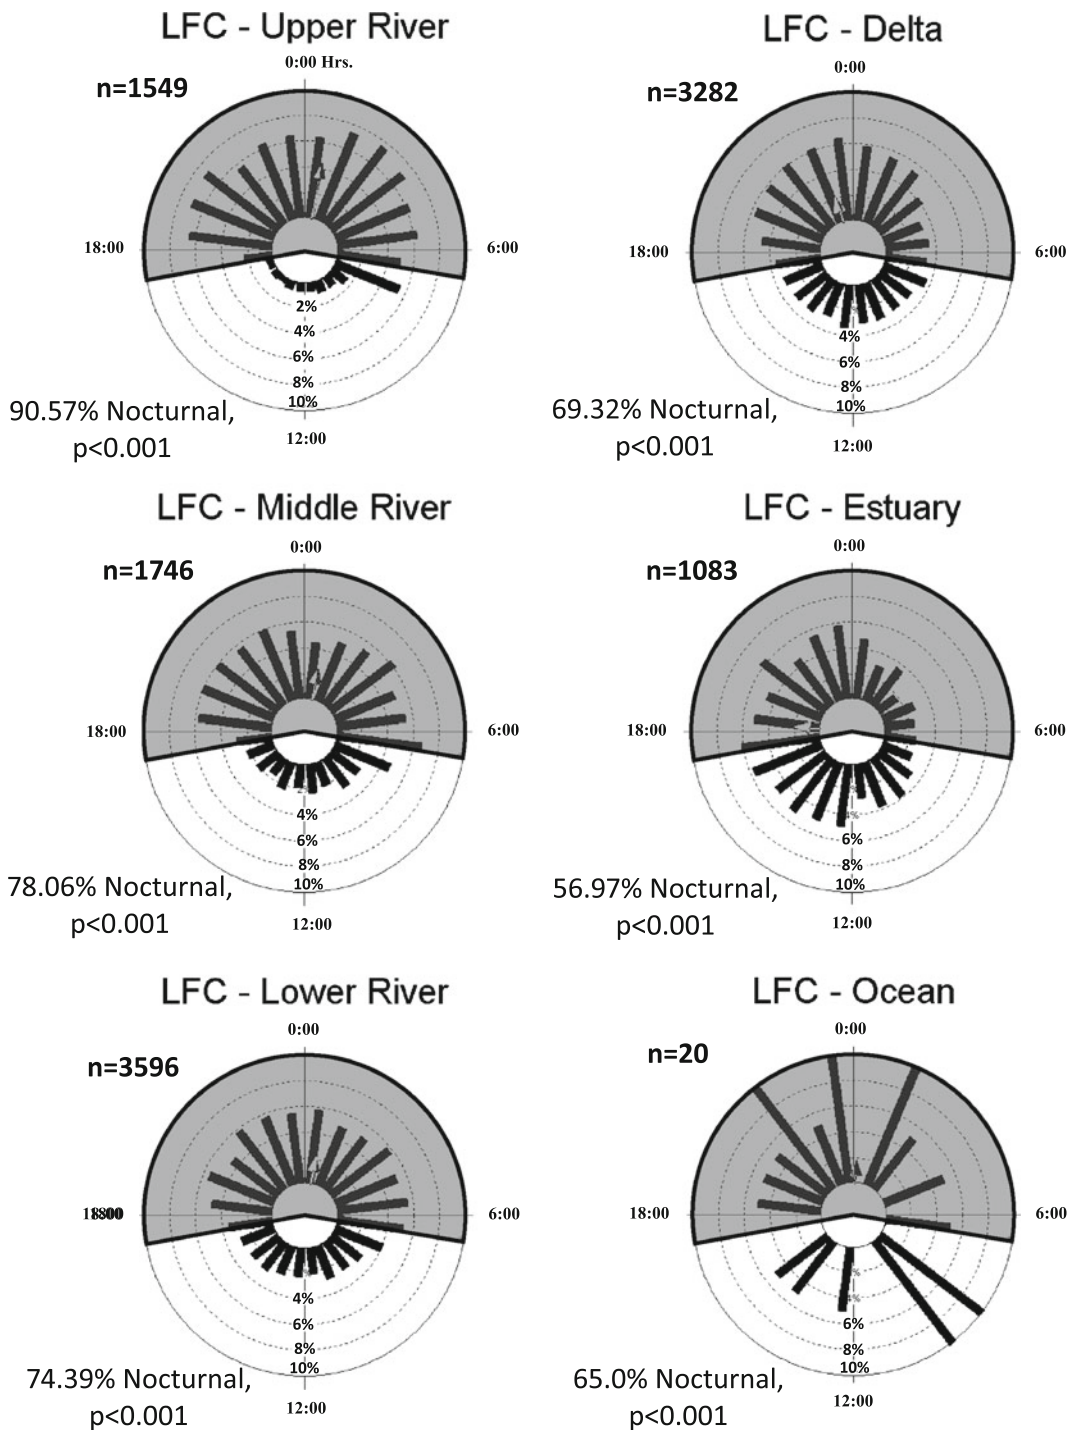 LFC - Upper River
0:00 Hrs.
n=1549
18:00
6:00
2%
4%
6%
8%
10%
90.57% Nocturnal,
p<0.001
12:00
LFC - Delta
0:00
n=3282
18:00
6:00
4%
6%
8%
10%
69.32% Nocturnal,
p<0.001
12:00
LFC - Middle River
0:00
n=1746
18:00
6:00
4%
6%
8%
10%
78.06% Nocturnal,
p<0.001
12:00
LFC - Estuary
0:00
n=1083
18:00
6:00
6%
8%
10%
56.97% Nocturnal,
p<0.001
12:00
LFC - Lower River
0:00
n=3596
6:00
4%
6%
8%
10%
74.39% Nocturnal,
p<0.001
12:00
LFC - Ocean
0:00
n=20
18:00
6:00
6%
8%
10%
65.0% Nocturnal,
p<0.001
12:00